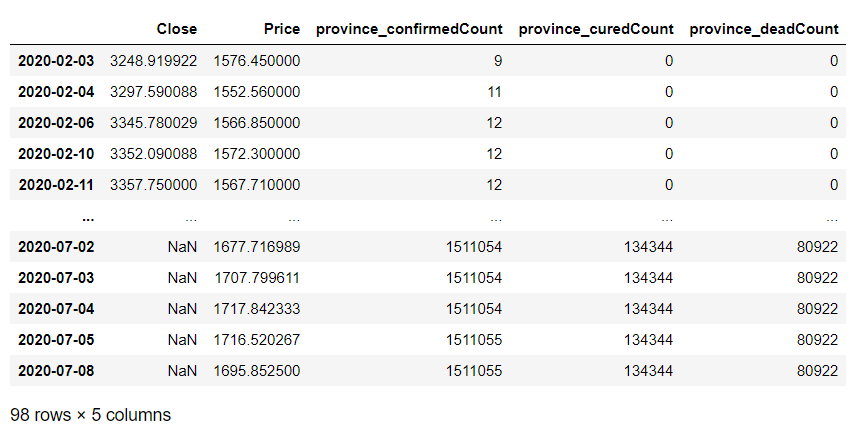 Close Price province_confirmedCount province_curedCount province_deadCount
2020-02-03 3248.919922 1576.450000 9 0 0
2020-02-04 3297.590088 1552.560000 11 0 0
2020-02-06 3345.780029 1566.850000 12 0 0
2020-02-10 3352.090088 1572.300000 12 0 0
2020-02-11 3357.750000 1567.710000 12 0 0
... ... ... ... ... ...
2020-07-02 NaN 1677.716989 1511054 134344 80922
2020-07-03 NaN 1707.799611 1511054 134344 80922
2020-07-04 NaN 1717.842333 1511054 134344 80922
2020-07-05 NaN 1716.520267 1511055 134344 80922
2020-07-08 NaN 1695.852500 1511055 134344 80922
98 rows × 5 columns